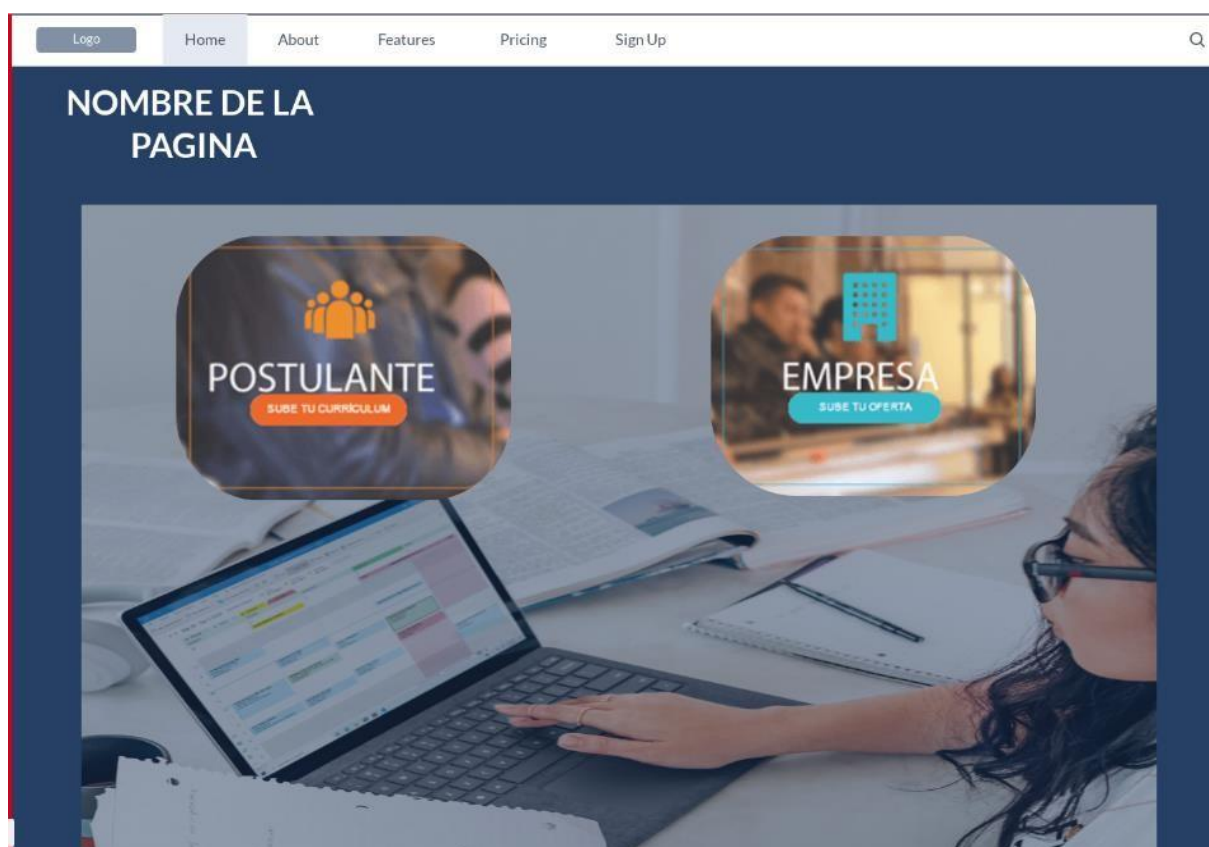 Logo
Home
About
Features
Pricing
Sign Up
NOMBRE DE LA
PAGINA
POSTULANTE
SUBE TU CURRÍCULUM
EMPRESA
SUBE TU OFERTA